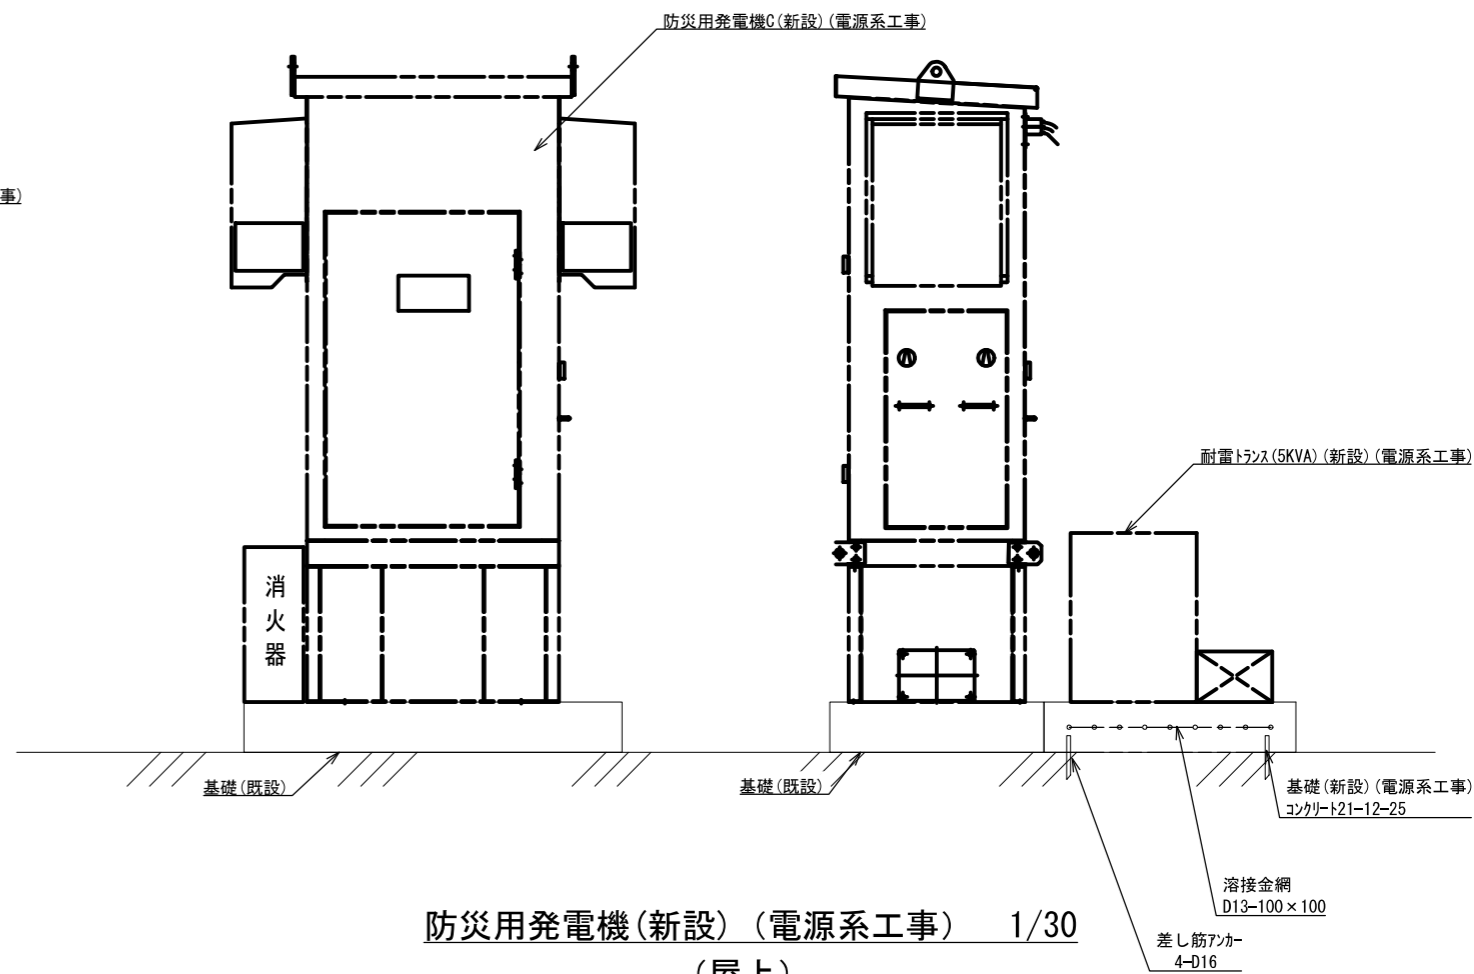 防災用発電機C(新設)(電源系工事)
事)
耐雷トランス(5KVA)(新設)(電源系工事)
消
火
器
基礎(既設)
基礎(既設)
基礎(新設)(電源系工事)
コンクリート21-12-25
溶接金網
D13-100×100
差し筋アンカー
4-D16
防災用発電機(新設)(電源系工事) 1/30
(屋上)